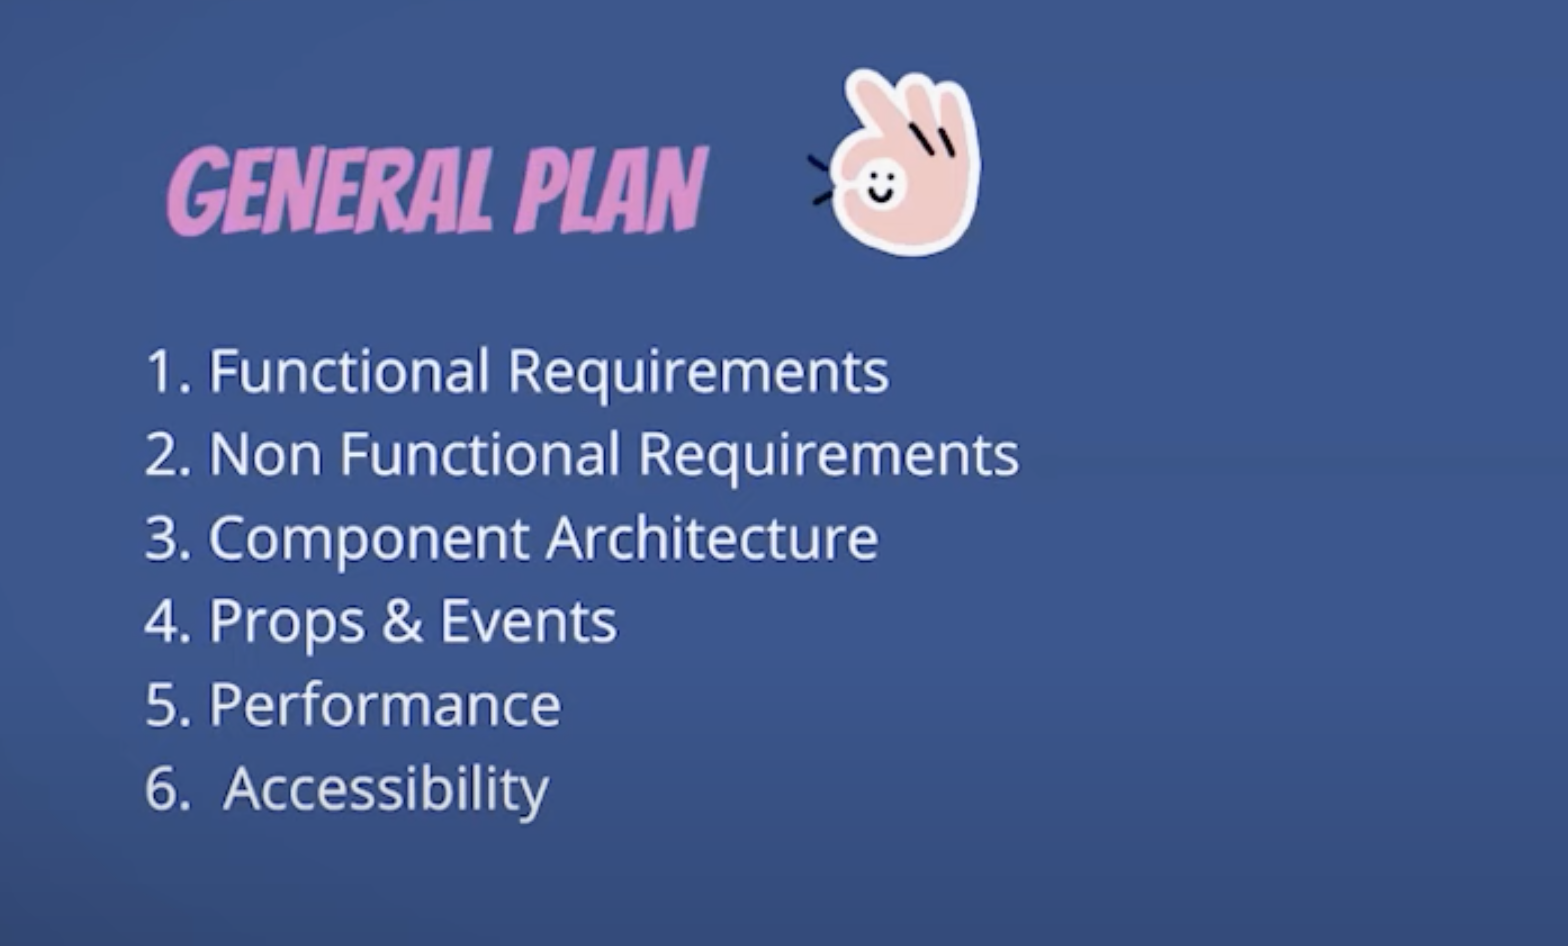 GENERAL PLAN
1. Functional Requirements
2. Non Functional Requirements
3. Component Architecture
4. Props & Events
5. Performance
6. Accessibility